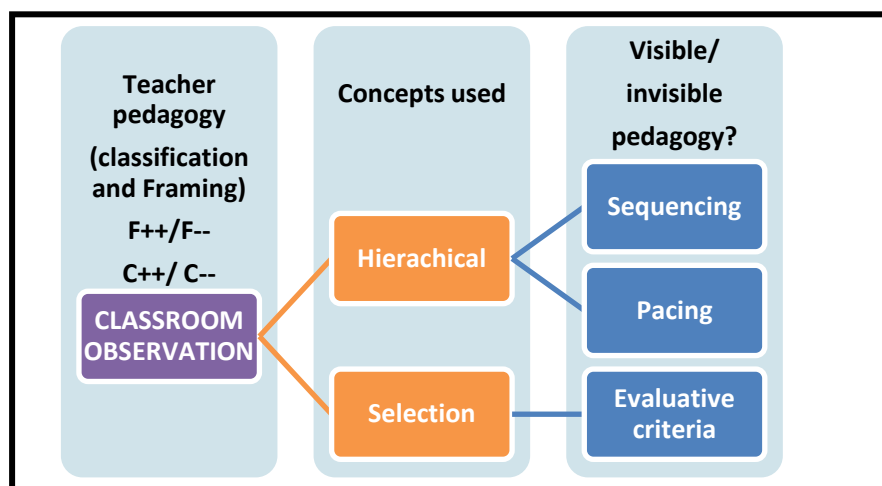 Teacher
pedagogy
(classification
and Framing)
F++/F--
C++/ C--
CLASSROOM
OBSERVATION
Concepts used
Hierachical
Selection
Visible/
invisible
pedagogy?
Sequencing
Pacing
Evaluative
criteria